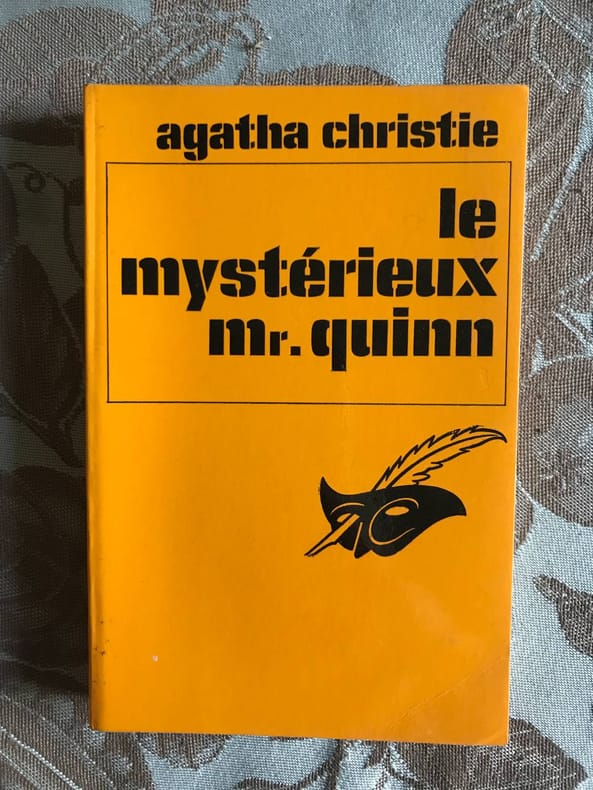 agatha christie
le
mystérieux
mr. quinn